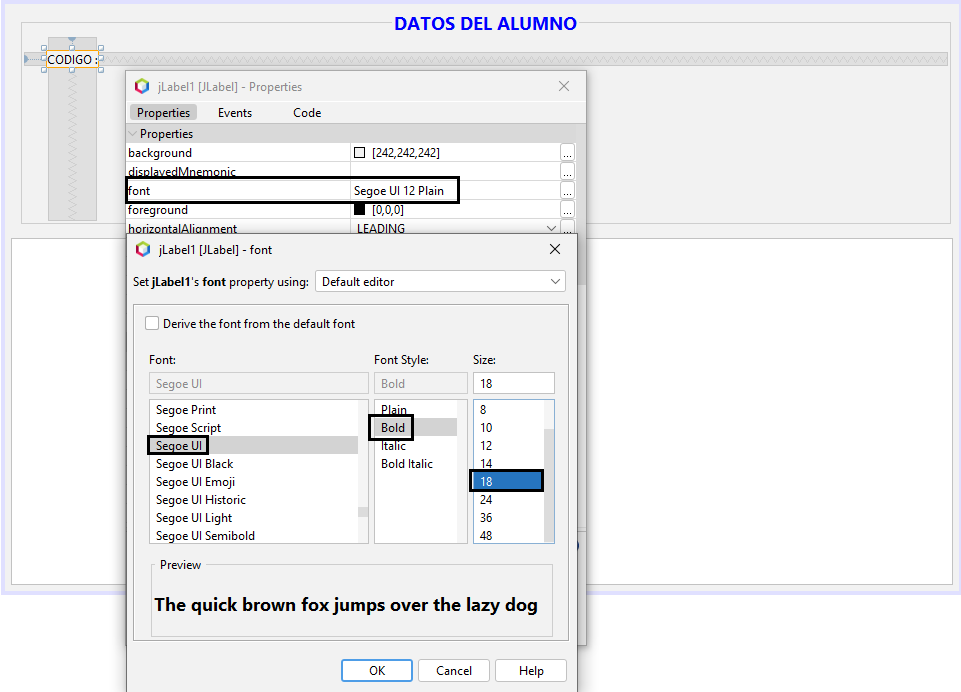 DATOS DEL ALUMNO
CODIGO :
jLabel1 [JLabel] - Properties
Properties Events Code
Properties
background [242,242,242] ...
displayedMnemonic ...
font Segoe UI 12 Plain ...
foreground [0,0,0] ...
horizontalAlignment LEADING ...
jLabel1 [JLabel] - font
Set jLabel1's font property using: Default editor
Derive the font from the default font
Font: Font Style: Size:
Segoe UI Bold 18
Segoe Print Plain 8
Segoe Script Bold 10
Segoe UI Italic 12
Segoe UI Black Bold Italic 14
Segoe UI Emoji 18
Segoe UI Historic 24
Segoe UI Light 36
Segoe UI Semibold 48
Preview
The quick brown fox jumps over the lazy dog
OK Cancel Help